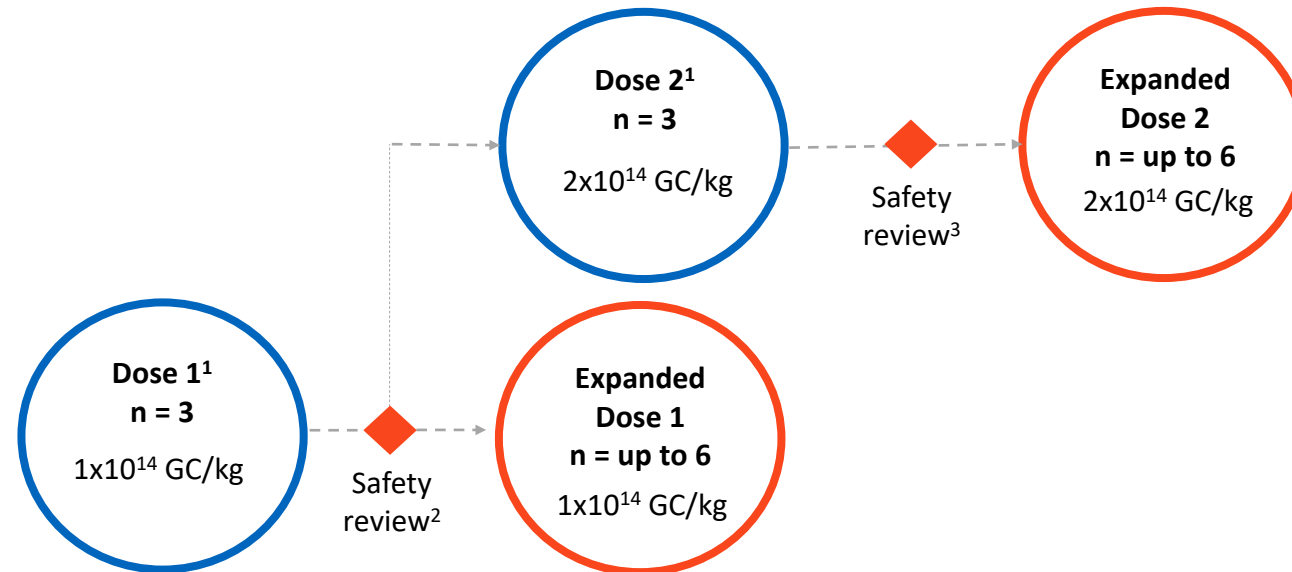 Dose 2¹
n = 3
2x10¹⁴ GC/kg
Expanded
Dose 2
n = up to 6
2x10¹⁴ GC/kg
Safety
review³
Dose 1¹
n = 3
1x10¹⁴ GC/kg
Safety
review²
Expanded
Dose 1
n = up to 6
1x10¹⁴ GC/kg